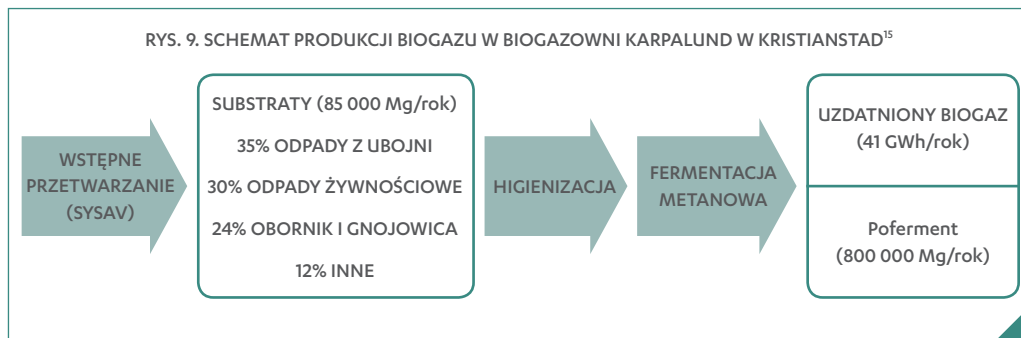 RYS. 9. SCHEMAT PRODUKCJI BIOGAZU W BIOGAZOWNI KARPALUND W KRISTIANSTAD¹⁵
WSTĘPNE
PRZETWARZANIE
(SYSAV)
SUBSTRATY (85 000 Mg/rok)
35% ODPADY Z UBOJNI
30% ODPADY ŻYWNOŚCIOWE
24% OBORNIK I GNOJOWICA
12% INNE
HIGIENIZACJA
FERMENTACJA
METANOWA
UZDATNIONY BIOGAZ
(41 GWh/rok)
Poferment
(800 000 Mg/rok)